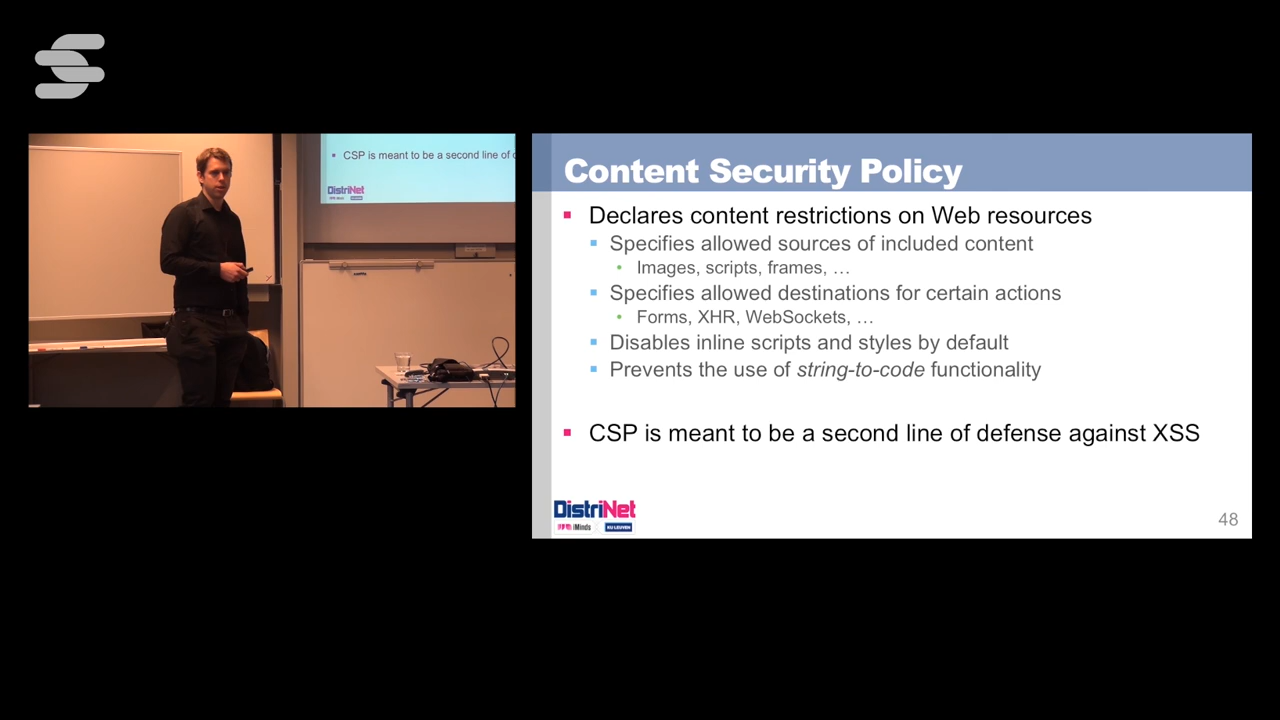 CSP is meant to be a second line of
DistriNet
Content Security Policy
Declares content restrictions on Web resources
Specifies allowed sources of included content
Images, scripts, frames, …
Specifies allowed destinations for certain actions
Forms, XHR, WebSockets, …
Disables inline scripts and styles by default
Prevents the use of string-to-code functionality
CSP is meant to be a second line of defense against XSS
DistriNet
iMinds
KU LEUVEN
48